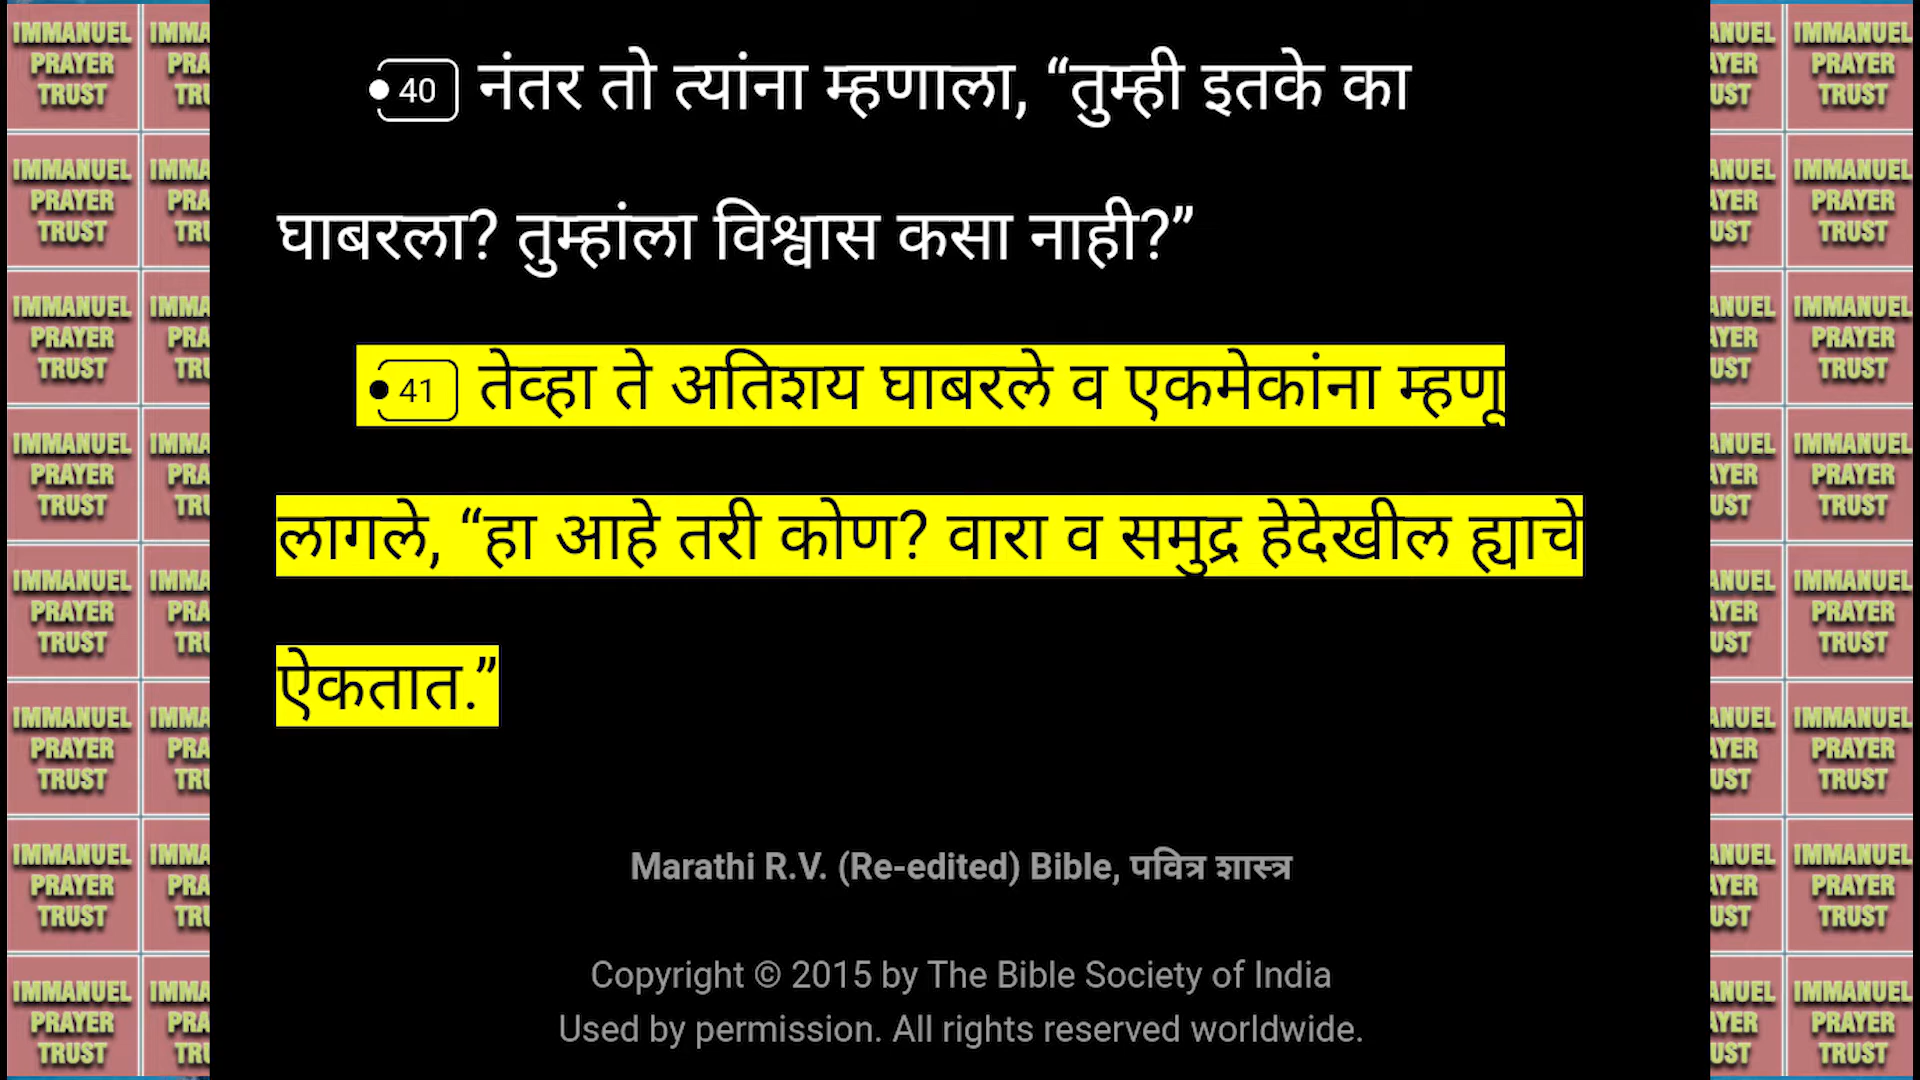 40 नंतर तो त्यांना म्हणाला, “तुम्ही इतके का
घाबरला? तुम्हांला विश्वास कसा नाही?”
41 तेव्हा ते अतिशय घाबरले व एकमेकांना म्हणू
लागले, “हा आहे तरी कोण? वारा व समुद्र हेदेखील ह्याचे
ऐकतात.”
Marathi R.V. (Re-edited) Bible, पवित्र शास्त्र
Copyright © 2015 by The Bible Society of India
Used by permission. All rights reserved worldwide.
IMMANUEL
PRAYER
TRUST